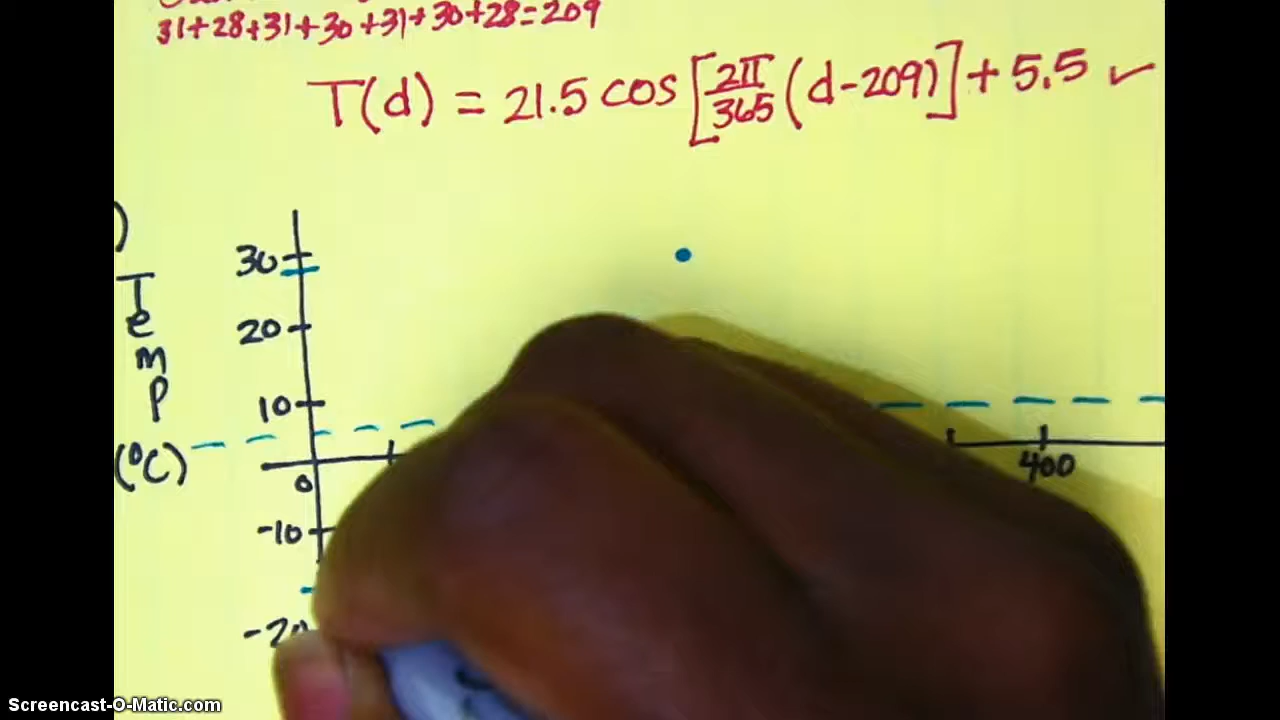 31+28+31+30+31+30+28=209
T(d) = 21.5 cos [2π/365 (d-209)] + 5.5 ✓
)
30
20
10
0
-10
-20
Temp
(°C)
400
Screencast-O-Matic.com